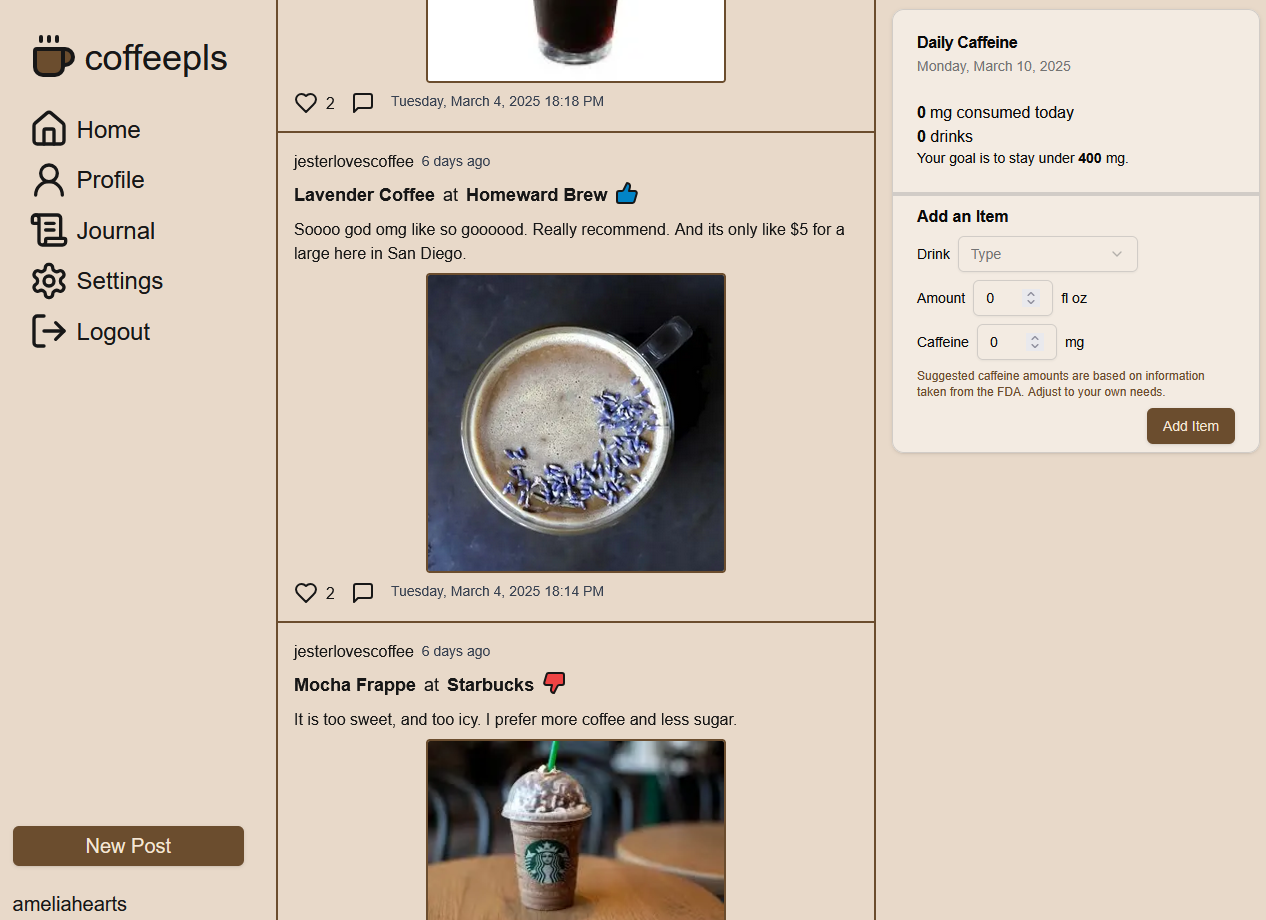 coffeepls
Home
Profile
Journal
Settings
Logout
New Post
ameliahearts
2
Tuesday, March 4, 2025 18:18 PM
jesterlovescoffee 6 days ago
Lavender Coffee at Homeward Brew
Soooo god omg like so goooood. Really recommend. And its only like $5 for a
large here in San Diego.
2
Tuesday, March 4, 2025 18:14 PM
jesterlovescoffee 6 days ago
Mocha Frappe at Starbucks
It is too sweet, and too icy. I prefer more coffee and less sugar.
Daily Caffeine
Monday, March 10, 2025
0 mg consumed today
0 drinks
Your goal is to stay under 400 mg.
Add an Item
Drink Type
Amount 0 fl oz
Caffeine 0 mg
Suggested caffeine amounts are based on information
taken from the FDA. Adjust to your own needs.
Add Item